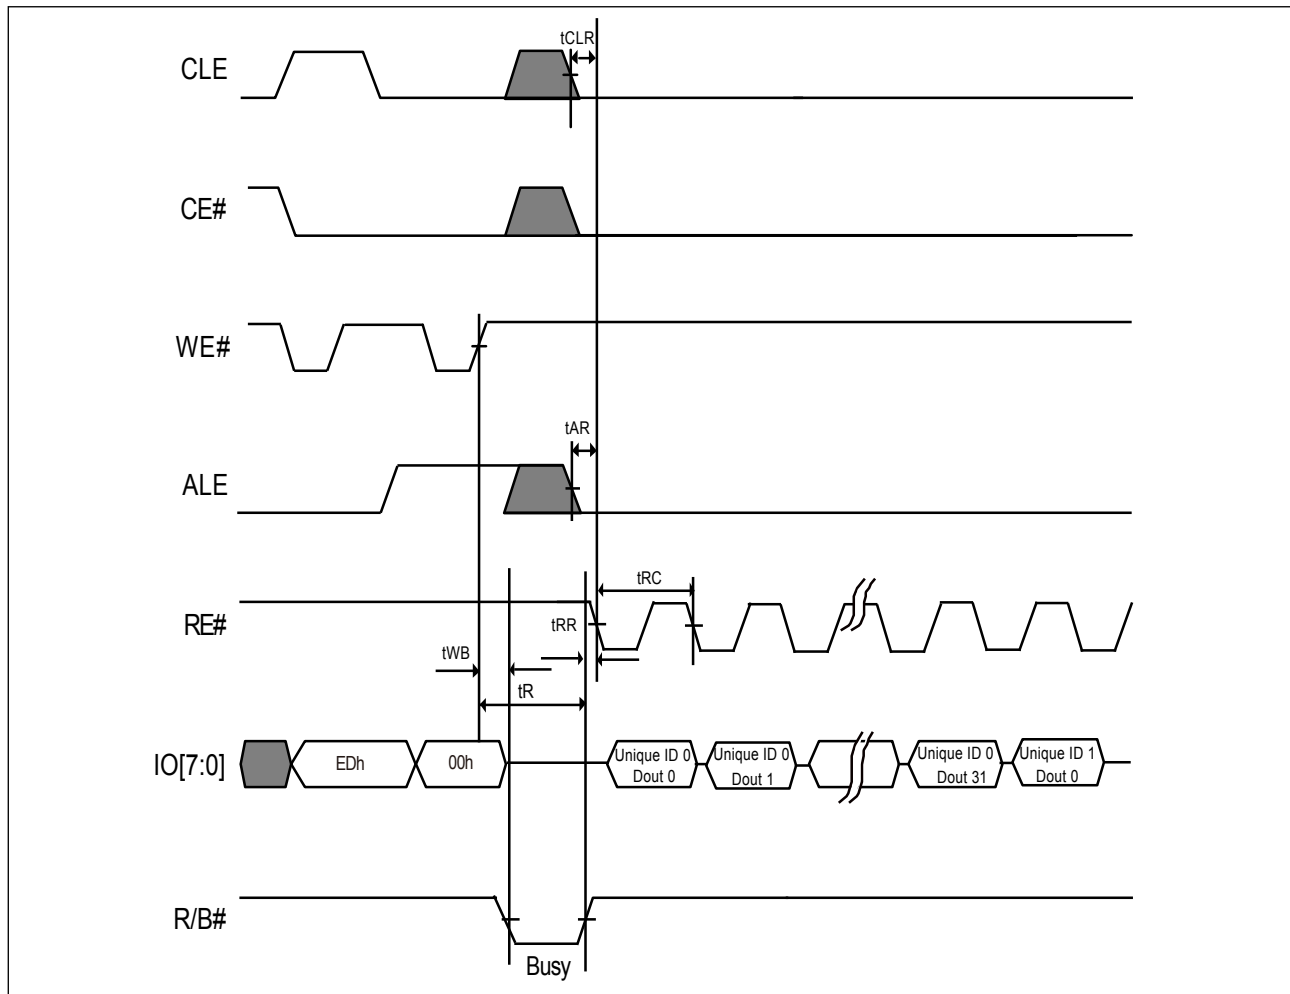 tCLR
CLE
CE#
WE#
tAR
ALE
tRC
RE#
tRR
tWB
tR
IO[7:0]
EDh
00h
Unique ID 0
Dout 0
Unique ID 0
Dout 1
Unique ID 0
Dout 31
Unique ID 1
Dout 0
R/B#
Busy